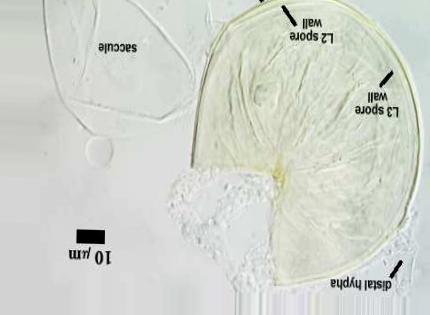 saccule
L2 spore
wall
L3 spore
wall
10 µm
distal hypha